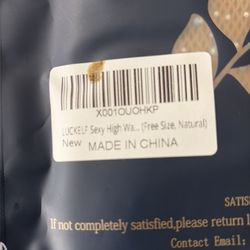 X001OUOHKP
LUCKELF Sexy High Wa... (Free Size, Natural)
New
MADE IN CHINA
SATIS
If not completely satisfied,please return I
Contact Email: